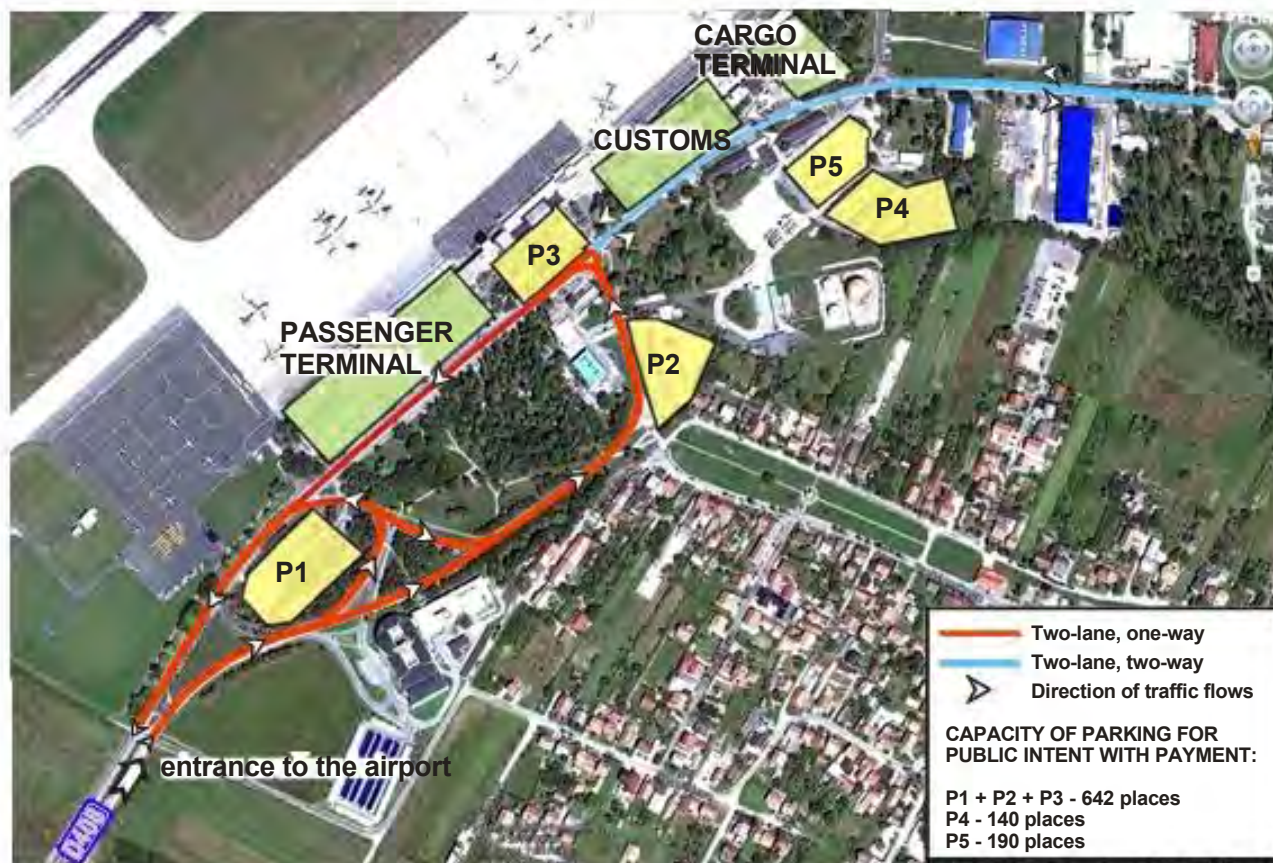 CARGO
TERMINAL
CUSTOMS
P5
P4
P3
PASSENGER
TERMINAL
P2
P1
entrance to the airport
D408
Two-lane, one-way
Two-lane, two-way
Direction of traffic flows
CAPACITY OF PARKING FOR
PUBLIC INTENT WITH PAYMENT:
P1 + P2 + P3 - 642 places
P4 - 140 places
P5 - 190 places